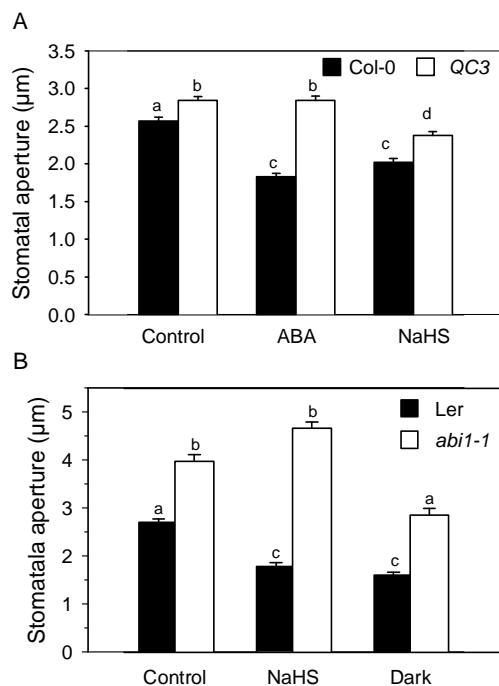 A
Stomatal aperture (µm)
3.5
3.0
2.5
2.0
1.5
1.0
0.5
0.0
Col-0 QC3
a b c b c d
Control ABA NaHS
B
Stomatala aperture (µm)
5
4
3
2
1
0
Ler
abi1-1
a b c b c a
Control NaHS Dark